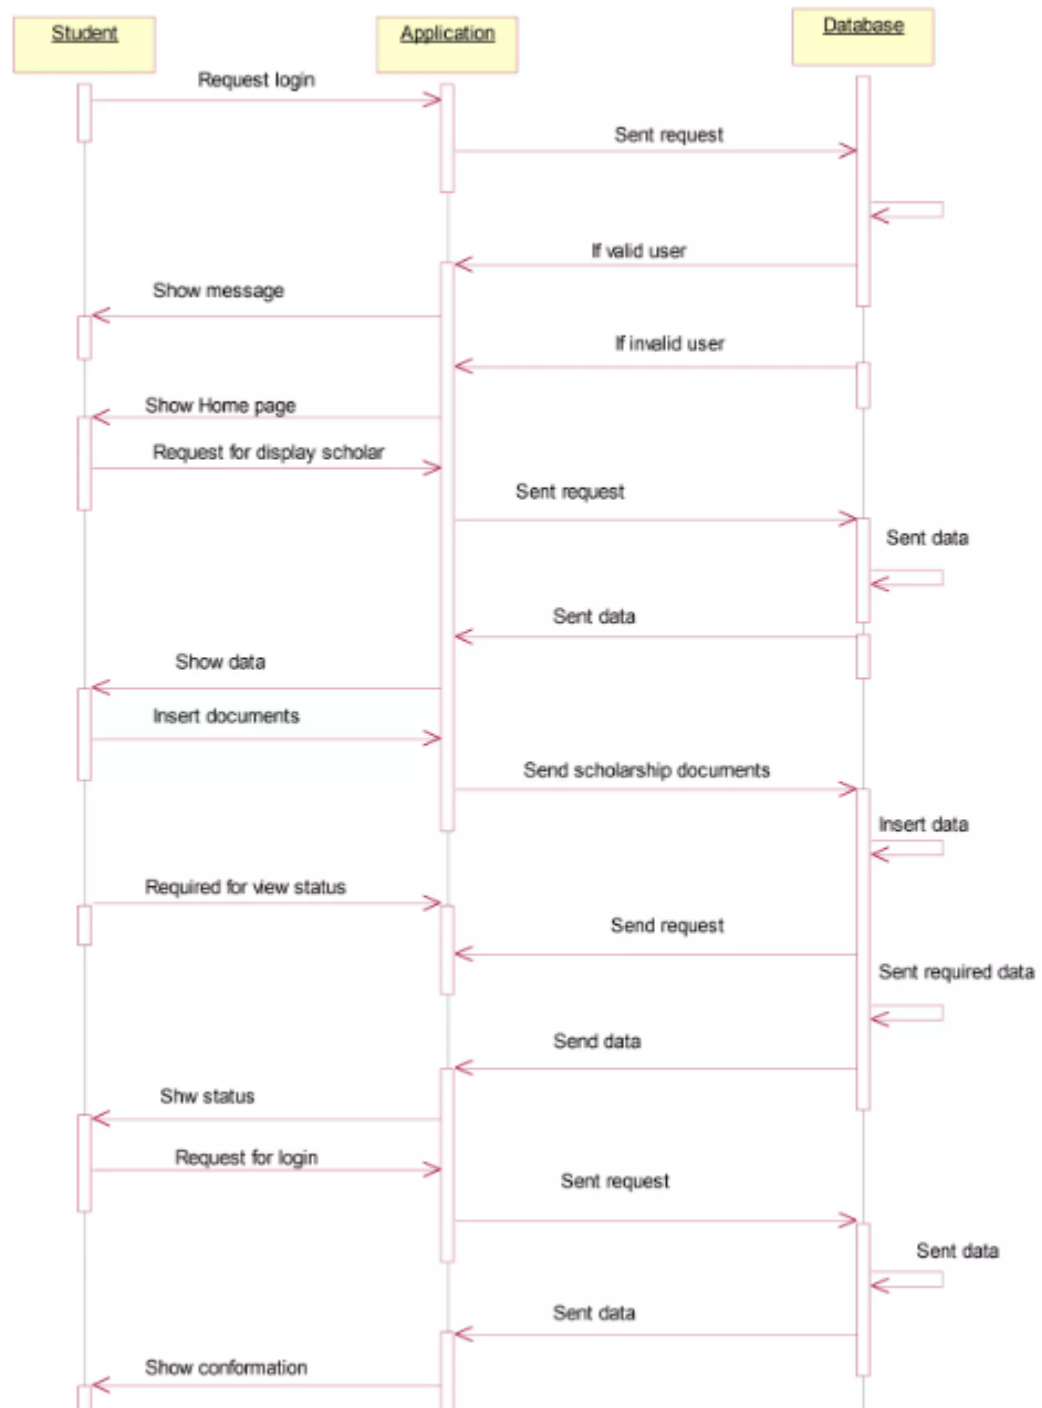 Student
Application
Database
Request login
Sent request
If valid user
Show message
If invalid user
Show Home page
Request for display scholar
Sent request
Sent data
Sent data
Show data
Insert documents
Send scholarship documents
Insert data
Required for view status
Send request
Sent required data
Send data
Shw status
Request for login
Sent request
Sent data
Sent data
Show conformation